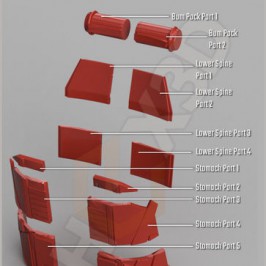 Bum Pack Part 1
Bum Pack
Part 2
Lower Spine
Part 1
Lower Spine
Part 2
Lower Spine Part 3
Lower Spine Part 4
Stomach Part 1
Stomach Part 2
Stomach Part 3
Stomach Part 4
Stomach Part 5